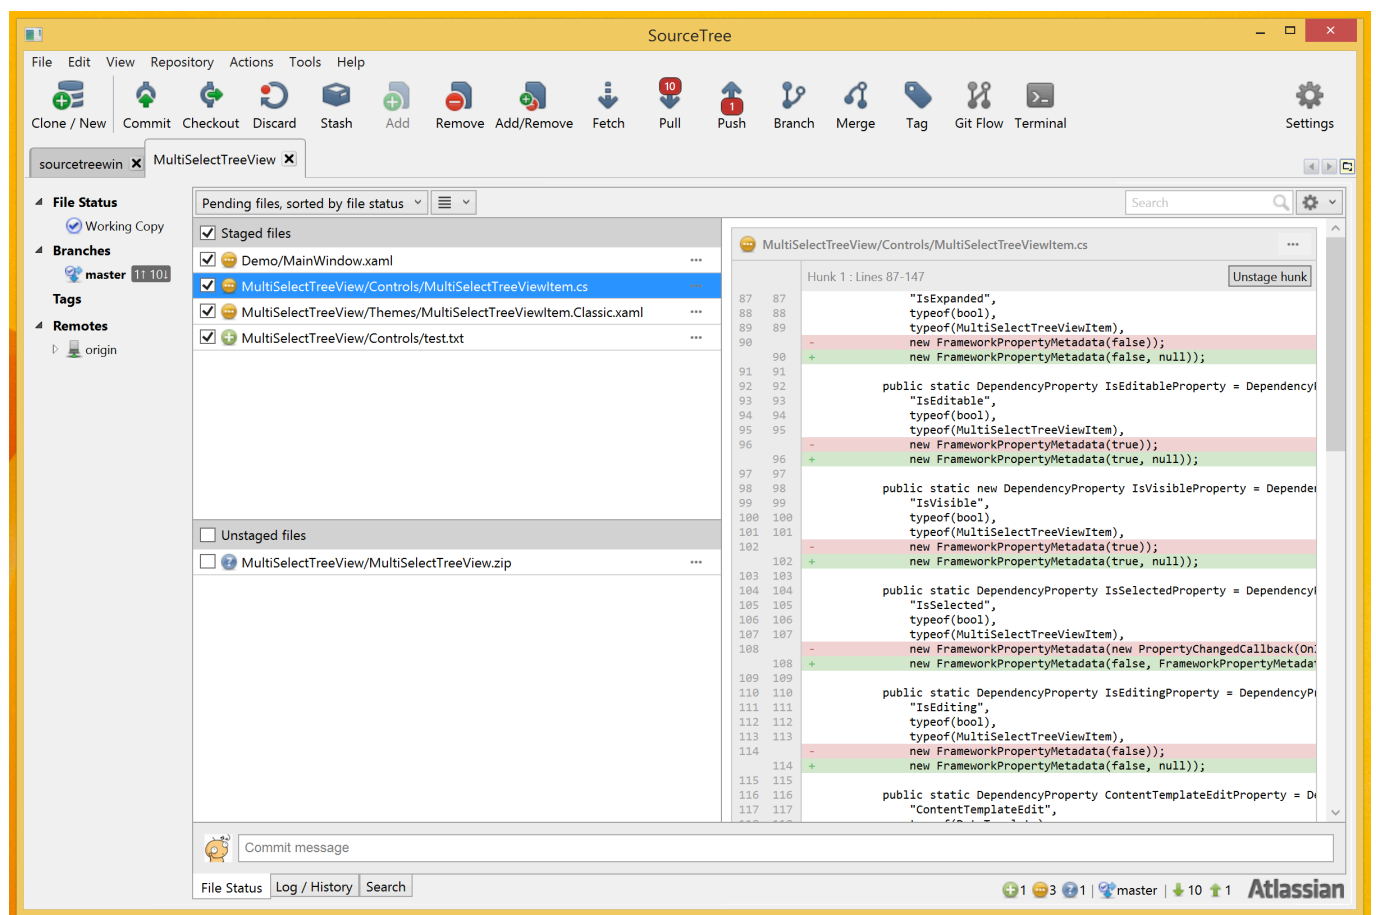 SourceTree
File Edit View Repository Actions Tools Help
10
1
Clone / New Commit Checkout Discard Stash Add Remove Add/Remove Fetch Pull Push Branch Merge Tag Git Flow Terminal Settings
sourcetreewin MultiSelectTreeView
File Status
Working Copy
Branches
master 1↑ 10↓
Tags
Remotes
origin
Pending files, sorted by file status
Search
Staged files
Demo/MainWindow.xaml
MultiSelectTreeView/Controls/MultiSelectTreeViewItem.cs
MultiSelectTreeView/Themes/MultiSelectTreeViewItem.Classic.xaml
MultiSelectTreeView/Controls/test.txt
Unstaged files
MultiSelectTreeView/MultiSelectTreeView.zip
MultiSelectTreeView/Controls/MultiSelectTreeViewItem.cs
Hunk 1 : Lines 87-147 Unstage hunk
87 87 "IsExpanded",
88 88 typeof(bool),
89 89 typeof(MultiSelectTreeViewItem),
90 - new FrameworkPropertyMetadata(false));
90 + new FrameworkPropertyMetadata(false, null));
91 91
92 92 public static DependencyProperty IsEditableProperty = Dependency
93 93 "IsEditable",
94 94 typeof(bool),
95 95 typeof(MultiSelectTreeViewItem),
96 - new FrameworkPropertyMetadata(true));
96 + new FrameworkPropertyMetadata(true, null));
97 97
98 98 public static new DependencyProperty IsVisibleProperty = Depende
99 99 "IsVisible",
100 100 typeof(bool),
101 101 typeof(MultiSelectTreeViewItem),
102 - new FrameworkPropertyMetadata(true));
102 + new FrameworkPropertyMetadata(true, null));
103 103
104 104 public static DependencyProperty IsSelectedProperty = Dependency
105 105 "IsSelected",
106 106 typeof(bool),
107 107 typeof(MultiSelectTreeViewItem),
108 - new FrameworkPropertyMetadata(new PropertyChangedCallback(On
108 + new FrameworkPropertyMetadata(false, FrameworkPropertyMetada
109 109
110 110 public static DependencyProperty IsEditingProperty = DependencyP
111 111 "IsEditing",
112 112 typeof(bool),
113 113 typeof(MultiSelectTreeViewItem),
114 - new FrameworkPropertyMetadata(false));
114 + new FrameworkPropertyMetadata(false, null));
115 115
116 116 public static DependencyProperty ContentTemplateEditProperty = D
117 117 "ContentTemplateEdit",
Commit message
File Status Log / History Search
1 3 1 | master | 10 1 Atlassian